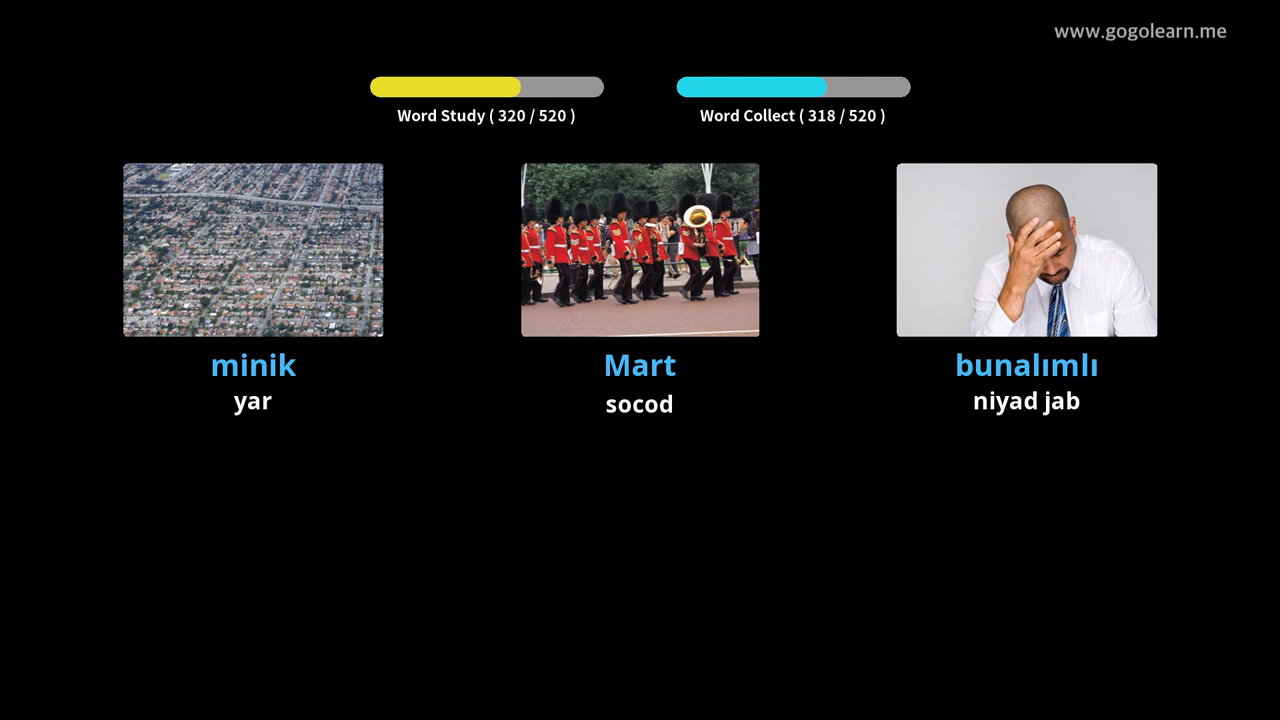 www.gogolearn.me
Word Study ( 320 / 520 )
Word Collect ( 318 / 520 )
minik
yar
Mart
socod
bunalımlı
niyad jab